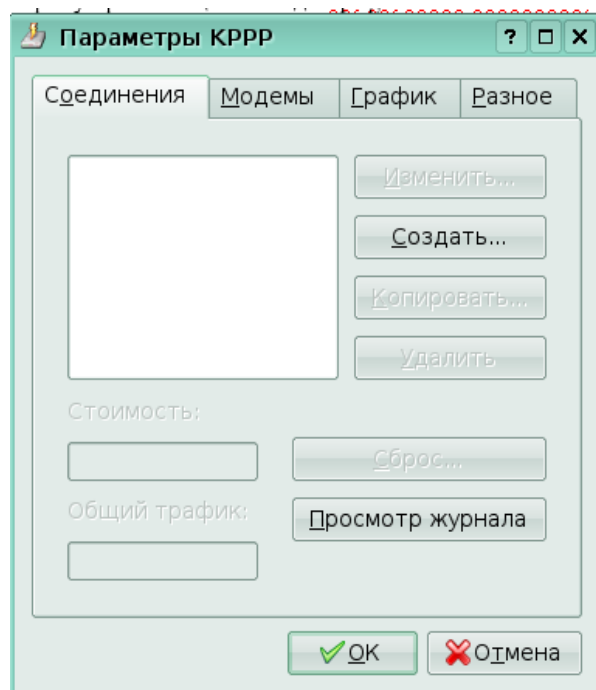 Параметры KPPP
Соединения Модемы График Разное
Изменить...
Создать...
Копировать...
Удалить
Стоимость:
Сброс...
Общий трафик:
Просмотр журнала
OK Отмена